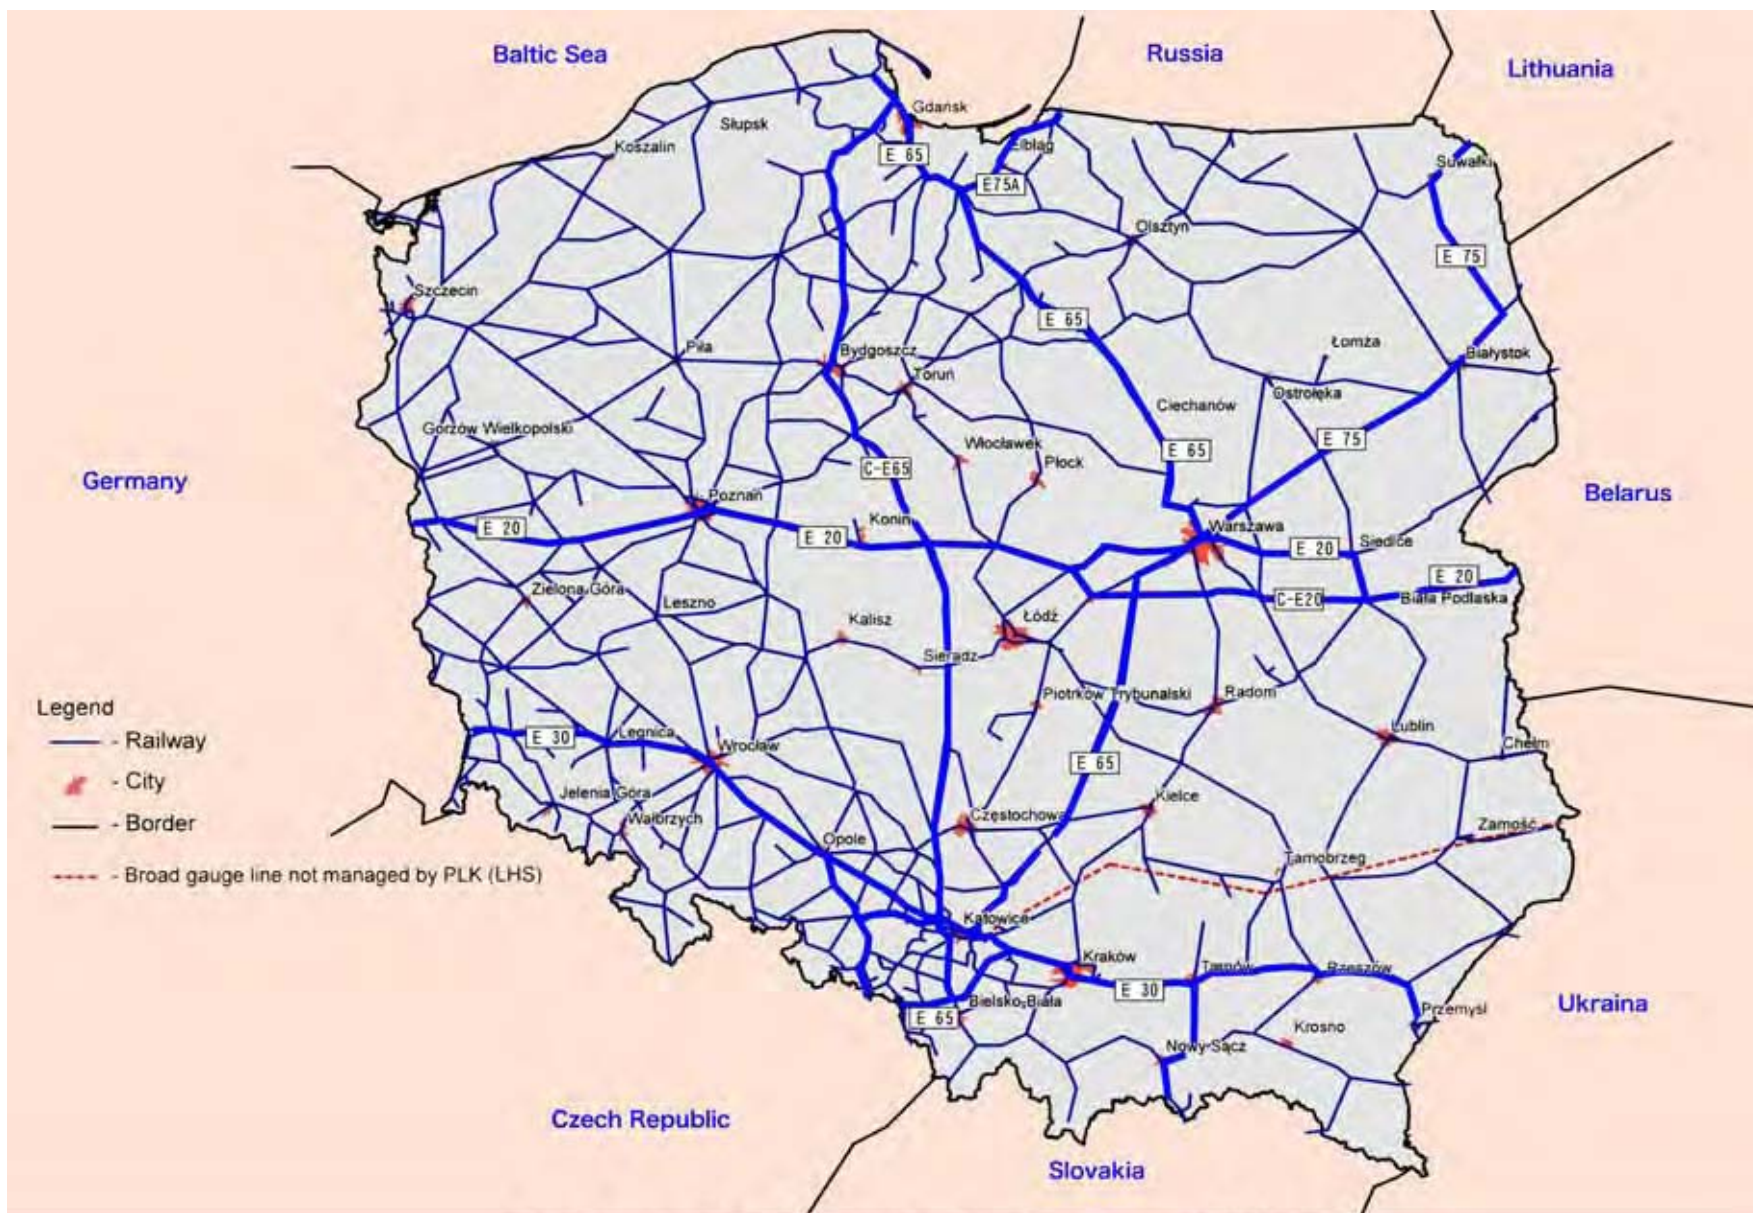 Baltic Sea
Russia
Lithuania
Gdańsk
Słupsk
Koszalin
Elbląg
E 65
E75A
Suwałki
Olsztyn
E 75
Szczecin
E 65
Piła
Bydgoszcz
Toruń
Łomża
Białystok
Ostrołęka
Ciechanów
Gorzów Wielkopolski
E 75
Włocławek
E 65
C-E65
Płock
Germany
Belarus
Poznań
Konin
Warszawa
E 20
E 20
E 20
Siedlce
E 20
Zielona Góra
Leszno
C-E20
Biała Podlaska
Kalisz
Łódź
Sieradz
Piotrków Trybunalski
Radom
Lublin
Chełm
Legend
- Railway
- City
- Border
- Broad gauge line not managed by PLK (LHS)
E 30
Legnica
Wrocław
E 65
Jelenia Góra
Wałbrzych
Opole
Częstochowa
Kielce
Zamość
Tarnobrzeg
Katowice
Kraków
Tarnów
Rzeszów
E 30
Bielsko-Biała
E 65
Przemyśl
Krosno
Nowy Sącz
Ukraina
Czech Republic
Slovakia